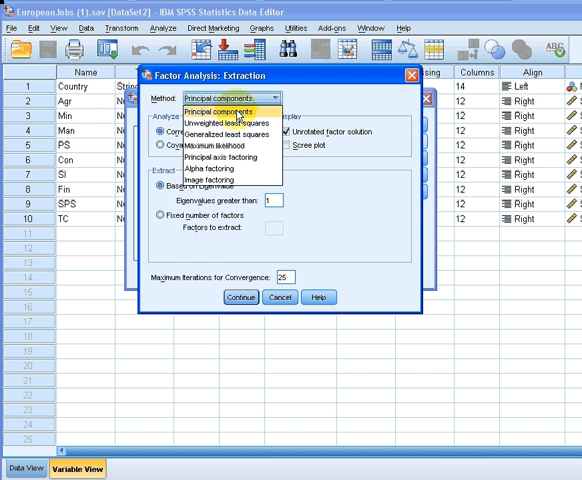 EuropeanJobs (1).sav [DataSet2] - IBM SPSS Statistics Data Editor
File Edit View Data Transform Analyze Direct Marketing Graphs Utilities Add-ons Window Help
Factor Analysis: Extraction
Name Columns Align
Method: Principal components
Principal components
Unweighted least squares
Generalized least squares
Maximum likelihood
Principal axis factoring
Alpha factoring
Image factoring
Analyze
Unrotated factor solution
Scree plot
Extract
Based on Eigenvalue
Eigenvalues greater than: 1
Fixed number of factors
Factors to extract:
Maximum Iterations for Convergence: 25
Continue Cancel Help
1 Country 14 Left
2 Agr 12 Right
3 Min 12 Right
4 Man 12 Right
5 PS 12 Right
6 Con 12 Right
7 SI 12 Right
8 Fin 12 Right
9 SPS 12 Right
10 TC 12 Right
11
12
13
14
15
16
17
18
19
20
21
22
23
24
25
Data View Variable View